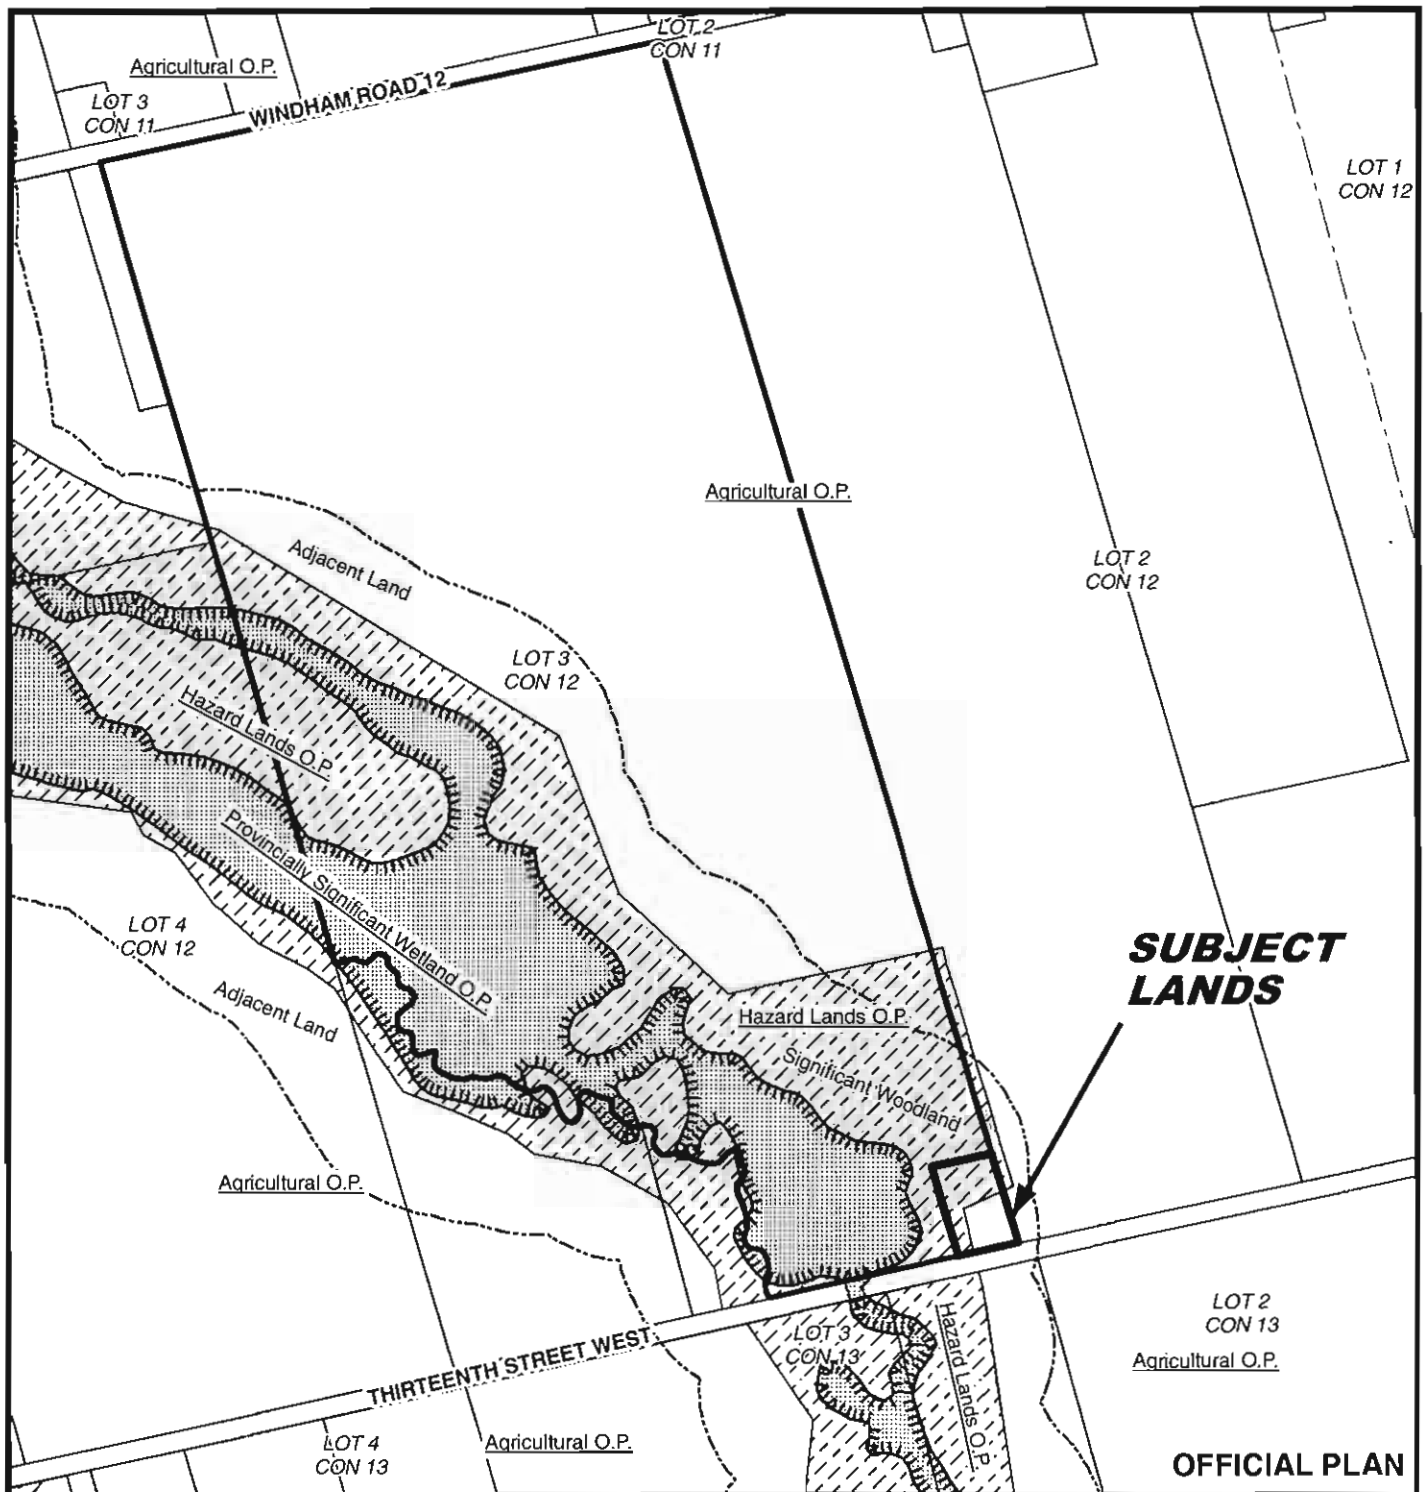 LOT 2
CON 11
Agricultural O.P.
WINDHAM ROAD 12
LOT 3
CON 11
LOT 1
CON 12
Agricultural O.P.
Adjacent Land
LOT 2
CON 12
LOT 3
CON 12
Hazard Lands O.P.
Provincially Significant Wetland O.P.
LOT 4
CON 12
SUBJECT
LANDS
Adjacent Land
Hazard Lands O.P.
Significant Woodland
Agricultural O.P.
LOT 2
CON 13
Hazard Lands O.P.
LOT 3
CON 13
THIRTEENTH STREET WEST
Agricultural O.P.
LOT 4
CON 13
Agricultural O.P.
OFFICIAL PLAN